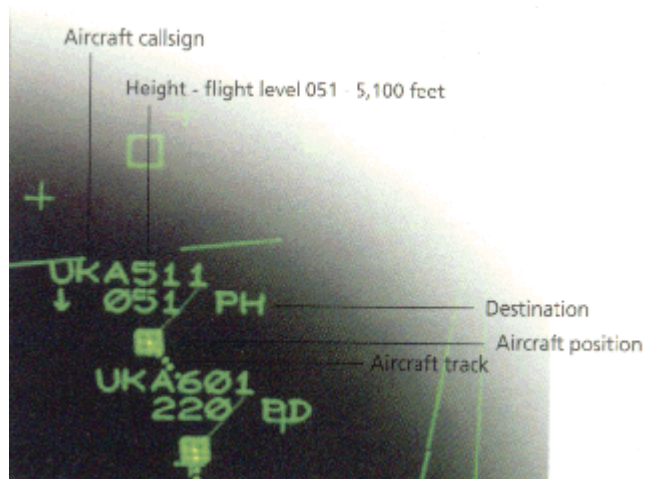 Aircraft callsign
Height - flight level 051 - 5,100 feet
UKA511
↓ 051 PH
Destination
Aircraft position
Aircraft track
UKA601
220